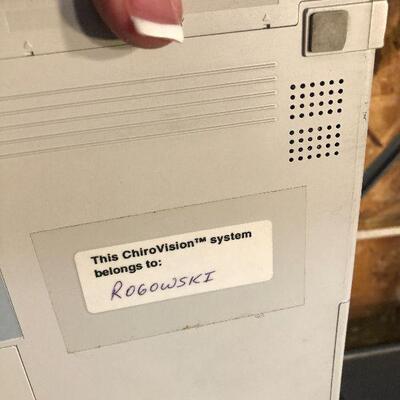 This ChiroVision™ system
belongs to:
ROGOWSKI